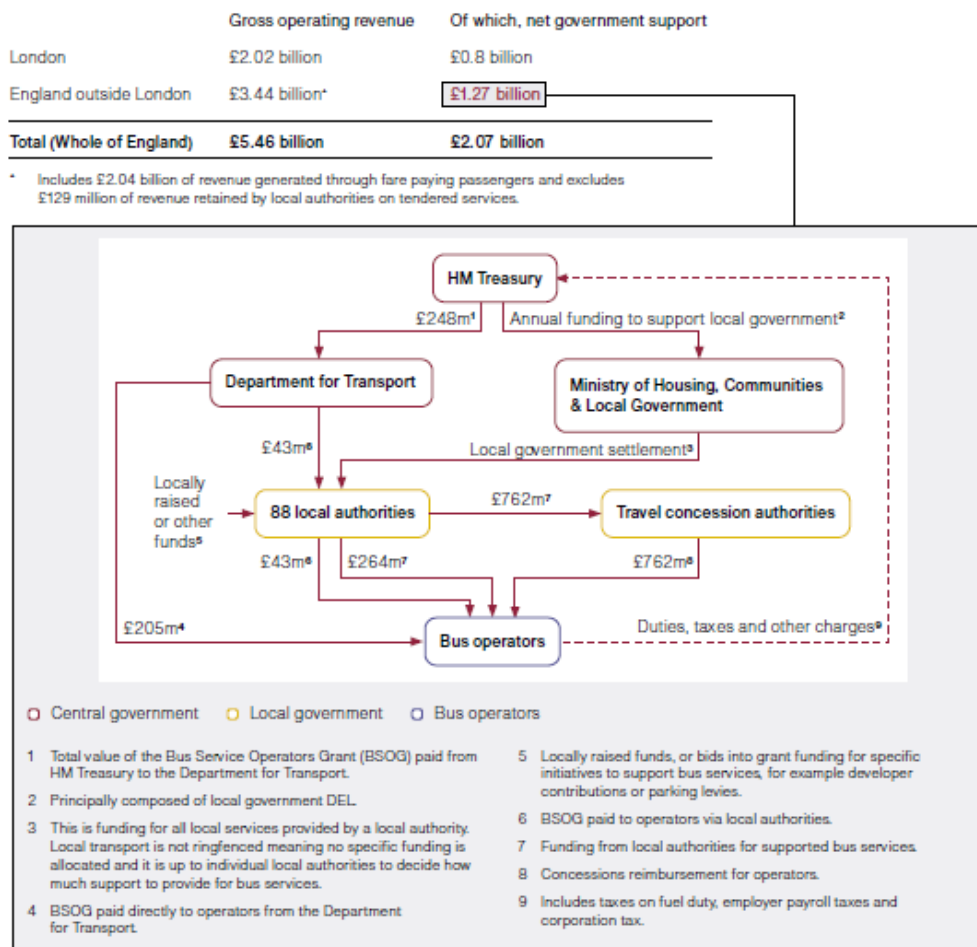 Gross operating revenue Of which, net government support
London £2.02 billion £0.8 billion
England outside London £3.44 billion* £1.27 billion
Total (Whole of England) £5.46 billion £2.07 billion
* Includes £2.04 billion of revenue generated through fare paying passengers and excludes
£129 million of revenue retained by local authorities on tendered services.
HM Treasury
£248m¹ Annual funding to support local government²
Department for Transport
Ministry of Housing, Communities
& Local Government
£43m⁶ Local government settlement³
Locally
raised
or other
funds⁵
88 local authorities £762m⁷ Travel concession authorities
£43m⁶ £264m⁷ £762m⁸
£205m⁴ Bus operators Duties, taxes and other charges⁹
Central government Local government Bus operators
1 Total value of the Bus Service Operators Grant (BSOG) paid from
HM Treasury to the Department for Transport.
2 Principally composed of local government DEL.
3 This is funding for all local services provided by a local authority.
Local transport is not ringfenced meaning no specific funding is
allocated and it is up to individual local authorities to decide how
much support to provide for bus services.
4 BSOG paid directly to operators from the Department
for Transport.
5 Locally raised funds, or bids into grant funding for specific
initiatives to support bus services, for example developer
contributions or parking levies.
6 BSOG paid to operators via local authorities.
7 Funding from local authorities for supported bus services.
8 Concessions reimbursement for operators.
9 Includes taxes on fuel duty, employer payroll taxes and
corporation tax.